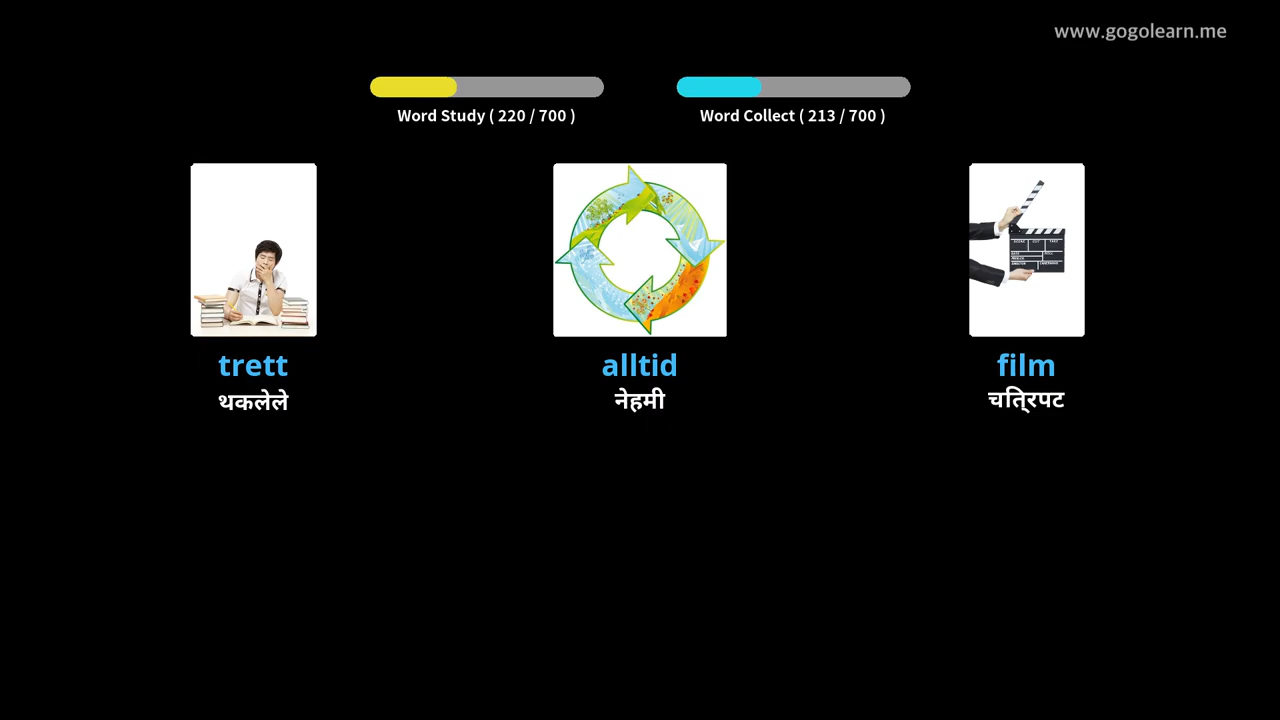 www.gogolearn.me
Word Study ( 220 / 700 )
Word Collect ( 213 / 700 )
trett
alltid
film
थकलेले
नेहमी
चित्रपट